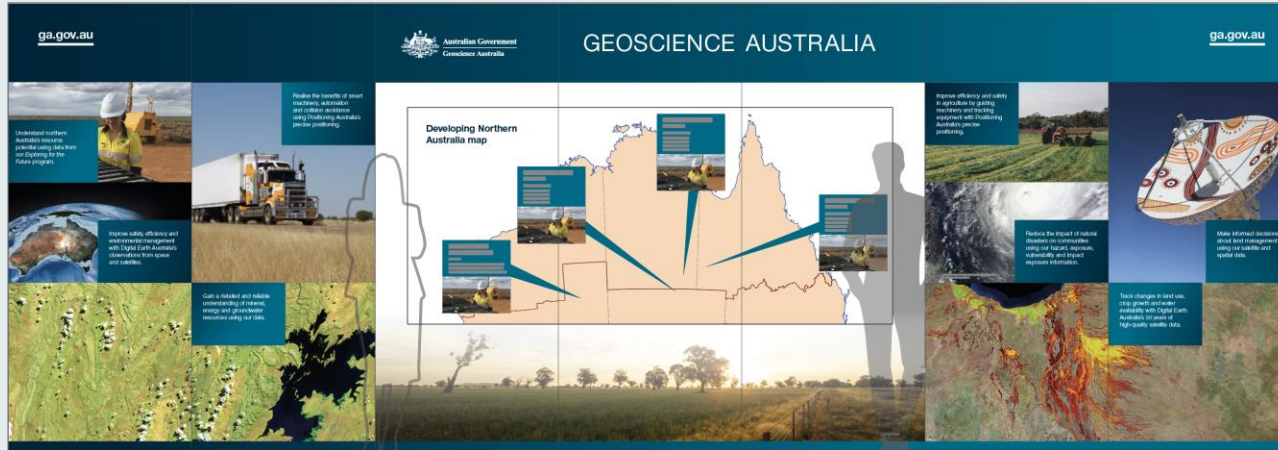 ga.gov.au
Australian Government
Geoscience Australia
GEOSCIENCE AUSTRALIA
ga.gov.au
Understand northern
Australia's resource
potential using data from
our Exploring for the
Future program.
Realise the benefits of smart
machinery, automation
and collision avoidance
using Positioning Australia's
precise positioning.
Improve safety, efficiency and
environmental management
with Digital Earth Australia's
observations from space
and satellites.
Gain a detailed and reliable
understanding of mineral,
energy and groundwater
resources using our data.
Developing Northern
Australia map
Improve efficiency and safety
in agriculture by guiding
machinery and tracking
equipment with Positioning
Australia's precise
positioning.
Reduce the impact of natural
disasters on communities
using our hazard, exposure,
vulnerability and impact
exposure information.
Make informed decisions
about land management
using our satellite and
spatial data.
Track changes in land use,
crop growth and water
availability with Digital Earth
Australia's 30 years of
high-quality satellite data.